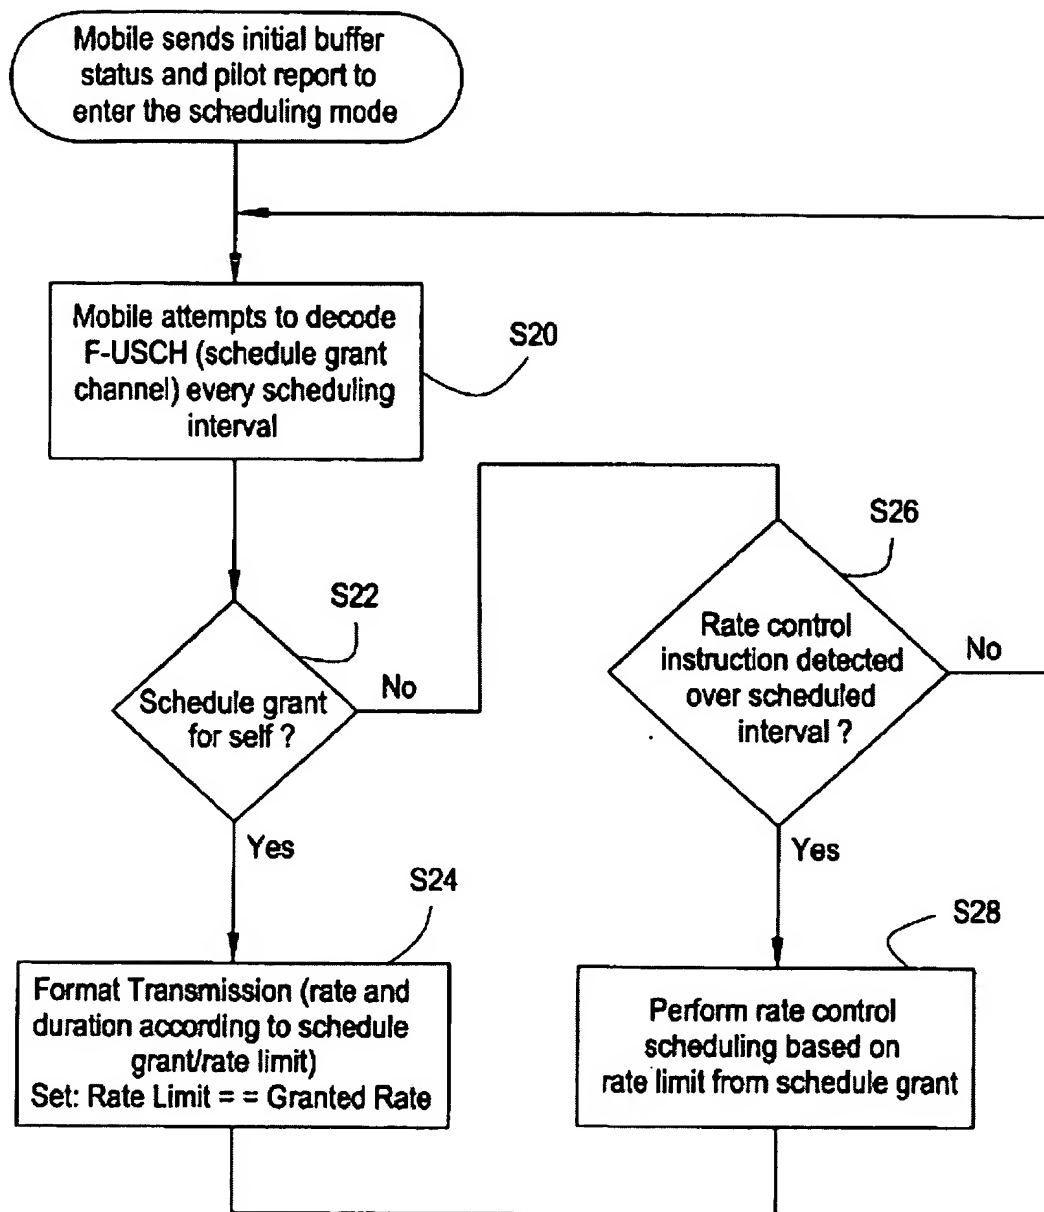 Mobile sends initial buffer
status and pilot report to
enter the scheduling mode
Mobile attempts to decode
F-USCH (schedule grant
channel) every scheduling
interval
S20
S22
Schedule grant
for self ?
No
Yes
S24
Format Transmission (rate and
duration according to schedule
grant/rate limit)
Set: Rate Limit = = Granted Rate
S26
Rate control
instruction detected
over scheduled
interval ?
No
Yes
S28
Perform rate control
scheduling based on
rate limit from schedule grant